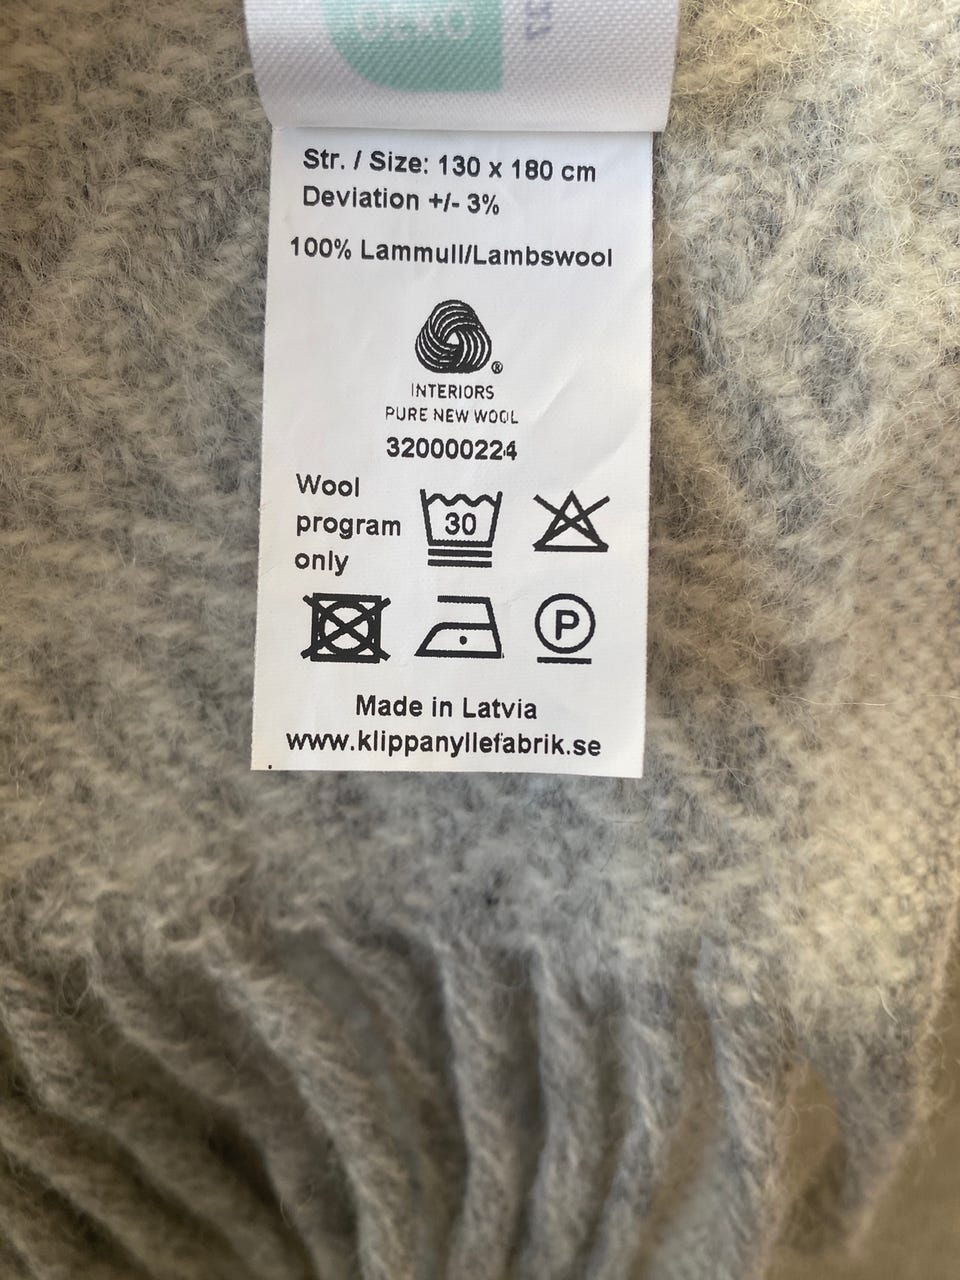 OEKO
Str. / Size: 130 x 180 cm
Deviation +/- 3%
100% Lammull/Lambswool
®
INTERIORS
PURE NEW WOOL
320000224
Wool
program
only
30
P
Made in Latvia
www.klippanyllefabrik.se